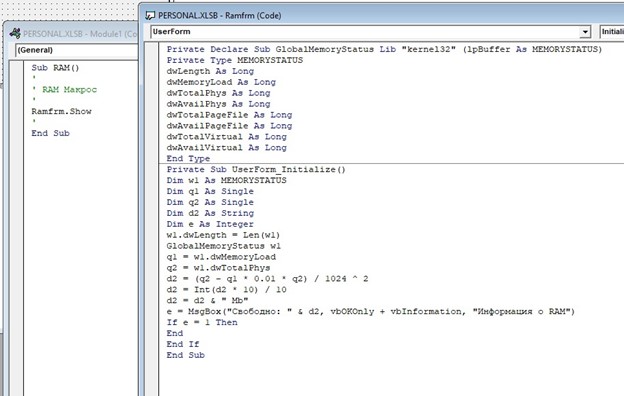 PERSONAL.XLSB - Module1 (Co
(General)
Sub RAM()
'
' RAM Макрос
'
Ramfrm.Show
'
End Sub
PERSONAL.XLSB - Ramfrm (Code)
UserForm
Initiali
Private Declare Sub GlobalMemoryStatus Lib "kernel32" (lpBuffer As MEMORYSTATUS)
Private Type MEMORYSTATUS
dwLength As Long
dwMemoryLoad As Long
dwTotalPhys As Long
dwAvailPhys As Long
dwTotalPageFile As Long
dwAvailPageFile As Long
dwTotalVirtual As Long
dwAvailVirtual As Long
End Type
Private Sub UserForm_Initialize()
Dim w1 As MEMORYSTATUS
Dim q1 As Single
Dim q2 As Single
Dim d2 As String
Dim e As Integer
w1.dwLength = Len(w1)
GlobalMemoryStatus w1
q1 = w1.dwMemoryLoad
q2 = w1.dwTotalPhys
d2 = (q2 - q1 * 0.01 * q2) / 1024 ^ 2
d2 = Int(d2 * 10) / 10
d2 = d2 & " Mb"
e = MsgBox("Свободно: " & d2, vbOKOnly + vbInformation, "Информация о RAM")
If e = 1 Then
End
End If
End Sub